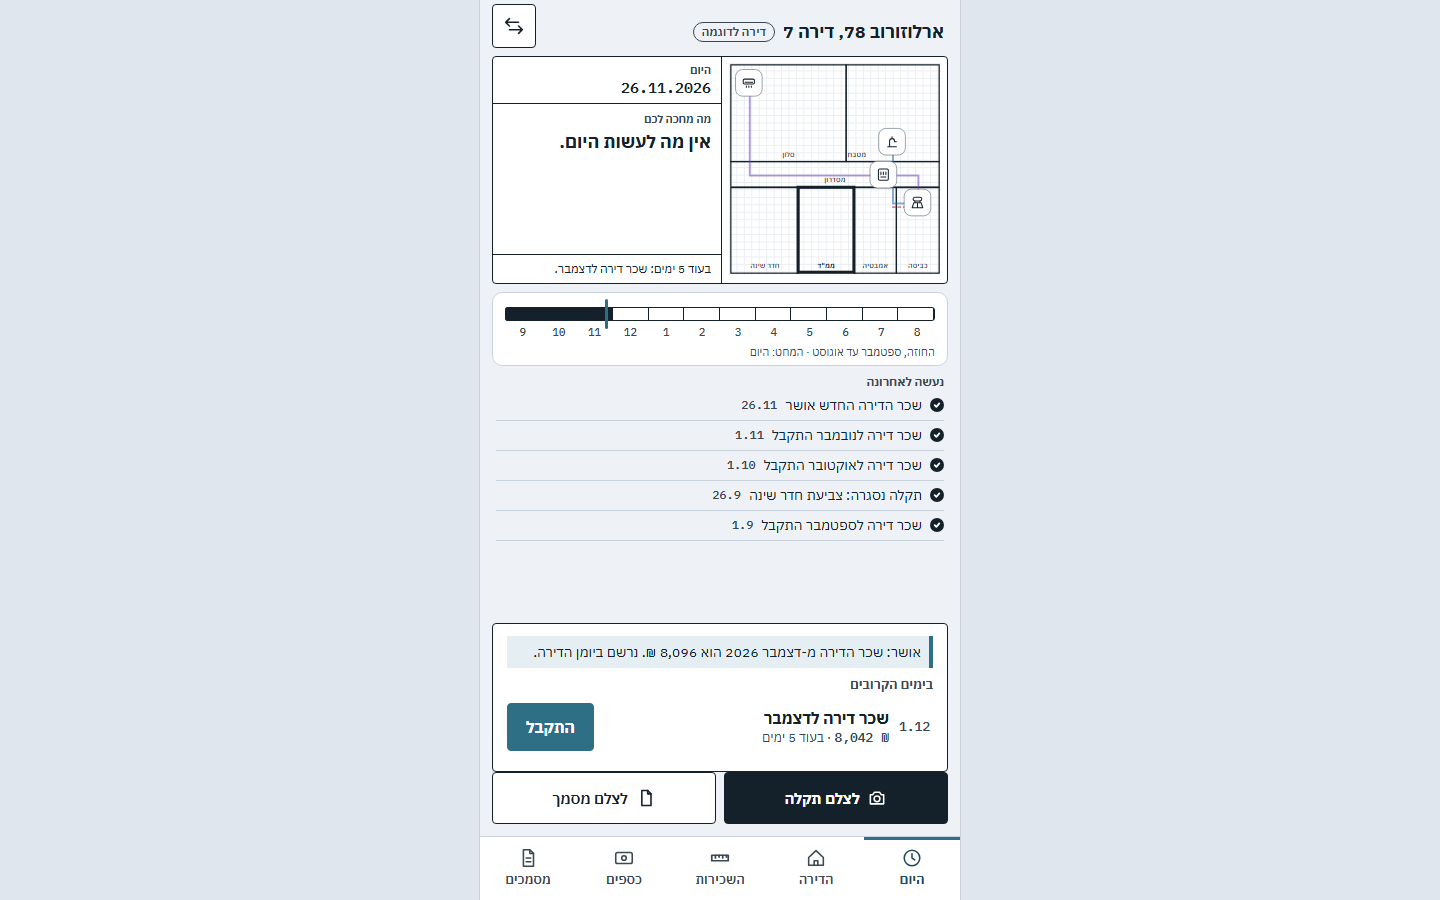 ארלוזורוב 78, דירה 7 דירה לדוגמה
סלון
מטבח
מסדרון
חדר שינה
ממ"ד
אמבטיה
כביסה
היום
26.11.2026
מה מחכה לכם
אין מה לעשות היום.
בעוד 5 ימים: שכר דירה לדצמבר.
9 10 11 12 1 2 3 4 5 6 7 8
החוזה, ספטמבר עד אוגוסט · המחט: היום
נעשה לאחרונה
שכר הדירה החדש אושר 26.11
שכר דירה לנובמבר התקבל 1.11
שכר דירה לאוקטובר התקבל 1.10
תקלה נסגרה: צביעת חדר שינה 26.9
שכר דירה לספטמבר התקבל 1.9
אושר: שכר הדירה מ-דצמבר 2026 הוא 8,096 ₪. נרשם ביומן הדירה.
בימים הקרובים
1.12 שכר דירה לדצמבר
₪ 8,042 · בעוד 5 ימים
התקבל
לצלם תקלה
לצלם מסמך
היום
הדירה
השכירות
כספים
מסמכים